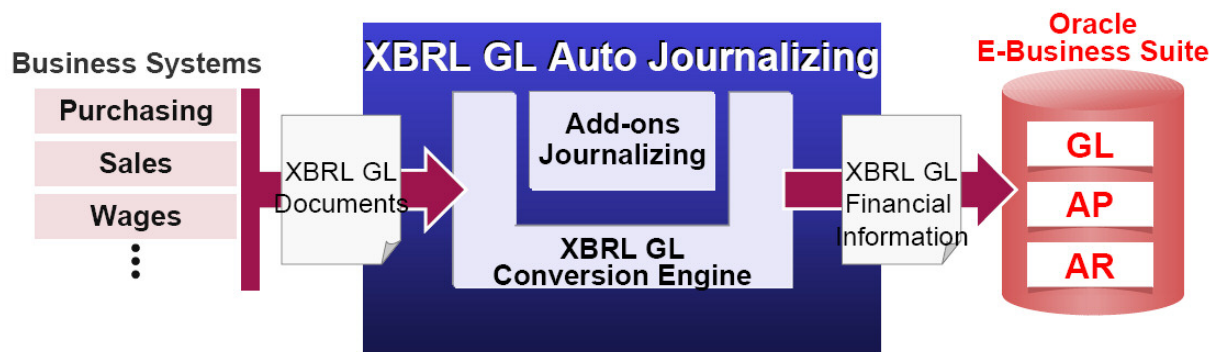 Business Systems
Purchasing
Sales
Wages
XBRL GL
Documents
XBRL GL Auto Journalizing
Add-ons
Journalizing
XBRL GL
Conversion Engine
XBRL GL
Financial
Information
Oracle
E-Business Suite
GL
AP
AR